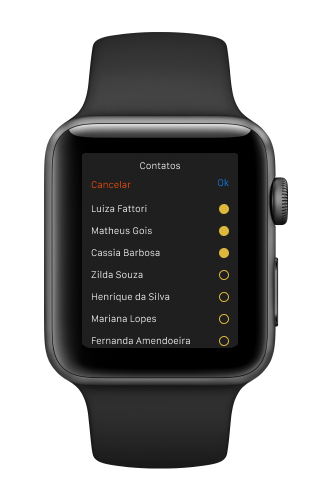 Contatos
Cancelar Ok
Luiza Fattori
Matheus Gois
Cassia Barbosa
Zilda Souza
Henrique da Silva
Mariana Lopes
Fernanda Amendoeira